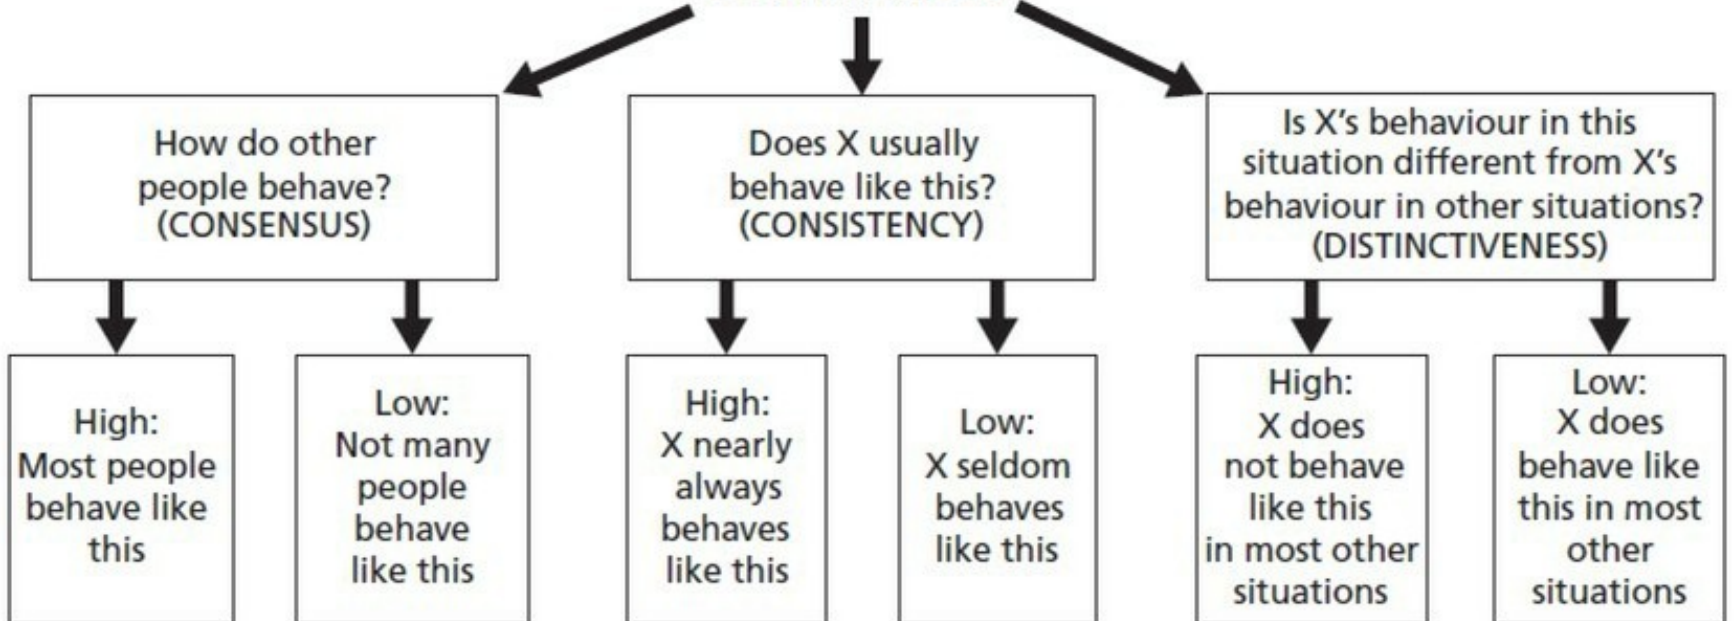 How do other
people behave?
(CONSENSUS)
Does X usually
behave like this?
(CONSISTENCY)
Is X’s behaviour in this
situation different from X’s
behaviour in other situations?
(DISTINCTIVENESS)
High:
Most people
behave like
this
Low:
Not many
people
behave
like this
High:
X nearly
always
behaves
like this
Low:
X seldom
behaves
like this
High:
X does
not behave
like this
in most other
situations
Low:
X does
behave like
this in most
other
situations